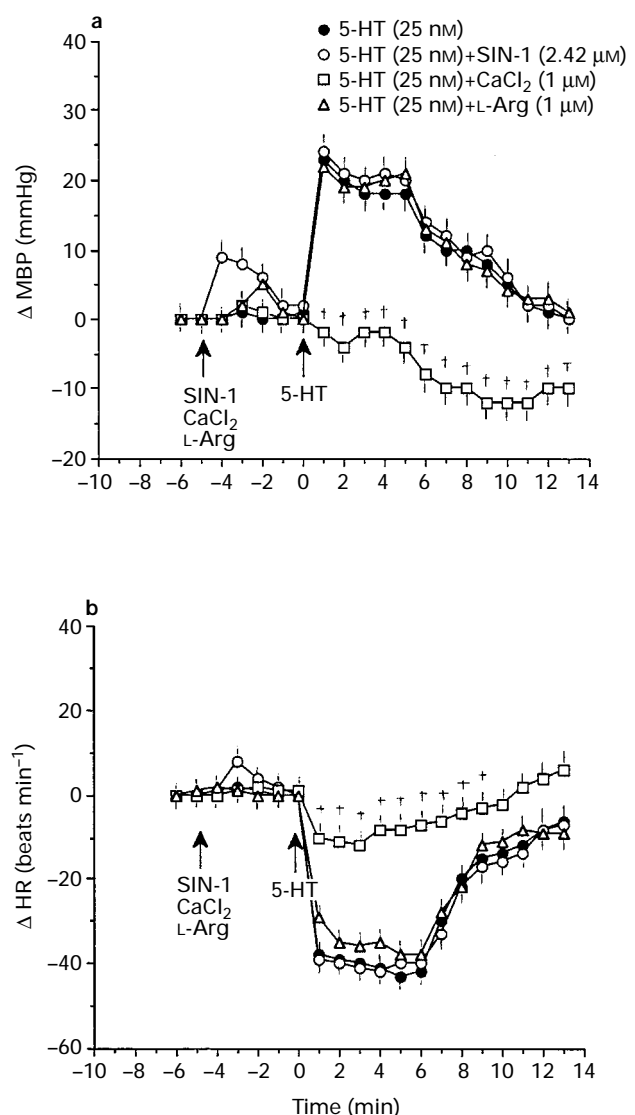 a
5-HT (25 nM)
5-HT (25 nM)+SIN-1 (2.42 μM)
5-HT (25 nM)+CaCl₂ (1 μM)
5-HT (25 nM)+L-Arg (1 μM)
40
30
20
10
0
−10
−20
Δ MBP (mmHg)
SIN-1
CaCl₂
L-Arg
5-HT
−10 −8 −6 −4 −2 0 2 4 6 8 10 12 14
b
40
20
0
−20
−40
−60
Δ HR (beats min⁻¹)
SIN-1
CaCl₂
L-Arg
5-HT
−10 −8 −6 −4 −2 0 2 4 6 8 10 12 14
Time (min)